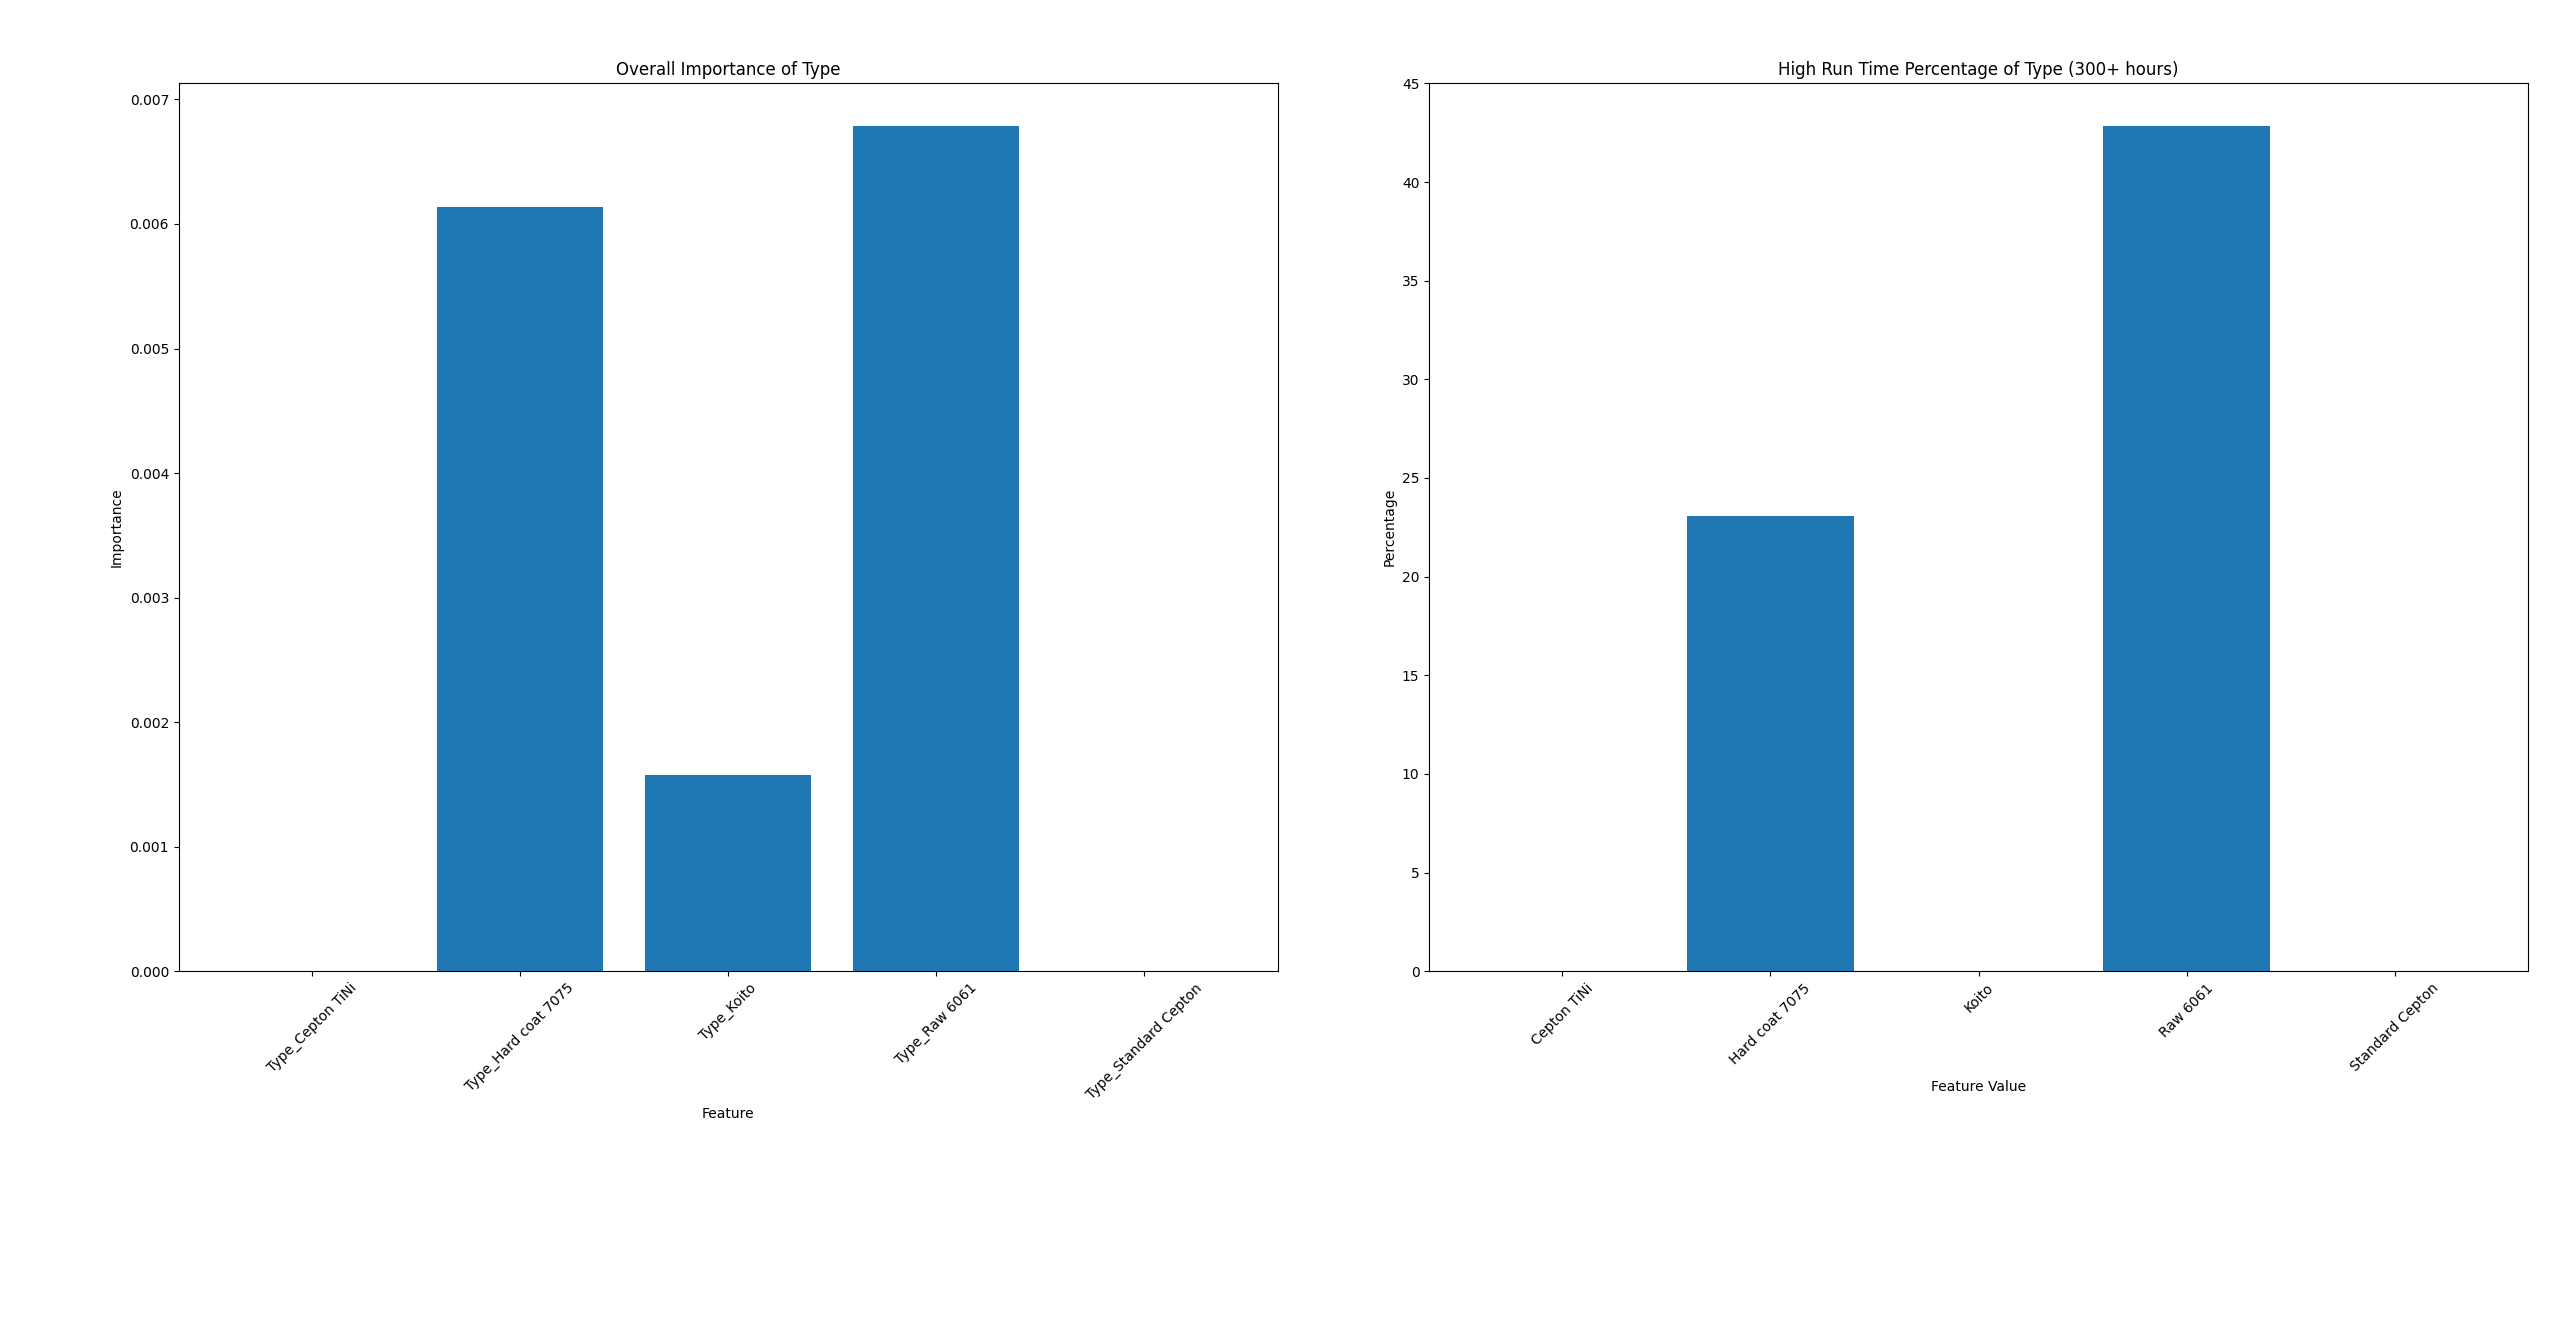 Overall Importance of Type
0.007
0.006
0.005
0.004
0.003
0.002
0.001
0.000
Importance
Type_Cepton TiNi
Type_Hard coat 7075
Type_Koito
Type_Raw 6061
Type_Standard Cepton
Feature
High Run Time Percentage of Type (300+ hours)
45
40
35
30
25
20
15
10
5
0
Percentage
Cepton TiNi
Hard coat 7075
Koito
Raw 6061
Standard Cepton
Feature Value